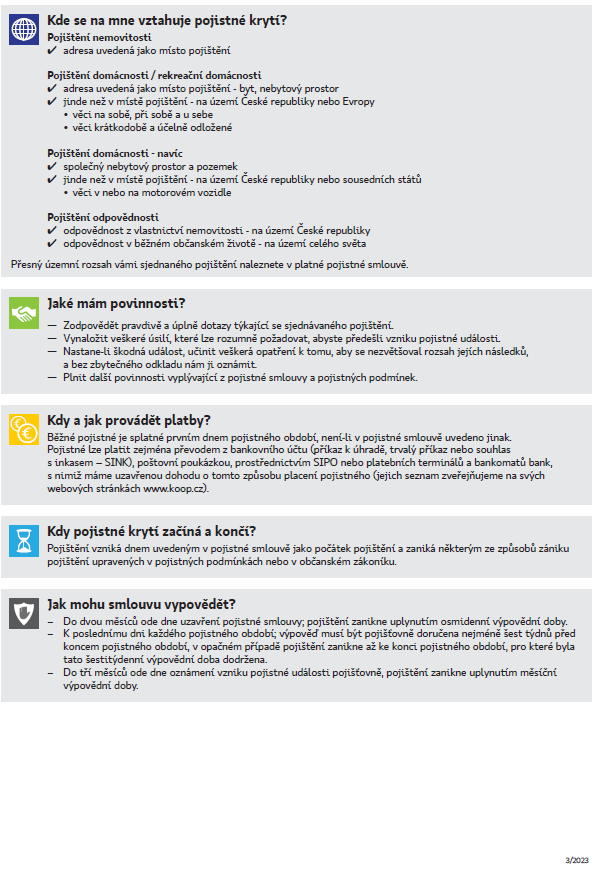 Kde se na mne vztahuje pojistné krytí?
Pojištění nemovitosti
✔ adresa uvedená jako místo pojištění
Pojištění domácnosti / rekreační domácnosti
✔ adresa uvedená jako místo pojištění - byt, nebytový prostor
✔ jinde než v místě pojištění - na území České republiky nebo Evropy
• věci na sobě, při sobě a u sebe
• věci krátkodobě a účelně odložené
Pojištění domácnosti - navíc
✔ společný nebytový prostor a pozemek
✔ jinde než v místě pojištění - na území České republiky nebo sousedních států
• věci v nebo na motorovém vozidle
Pojištění odpovědnosti
✔ odpovědnost z vlastnictví nemovitosti - na území České republiky
✔ odpovědnost v běžném občanském životě - na území celého světa
Přesný územní rozsah vámi sjednaného pojištění naleznete v platné pojistné smlouvě.
Jaké mám povinnosti?
— Zodpovědět pravdivě a úplně dotazy týkající se sjednávaného pojištění.
— Vynaložit veškeré úsilí, které lze rozumně požadovat, abyste předešli vzniku pojistné události.
— Nastane-li škodná událost, učinit veškerá opatření k tomu, aby se nezvětšoval rozsah jejích následků,
a bez zbytečného odkladu nám ji oznámit.
— Plnit další povinnosti vyplývající z pojistné smlouvy a pojistných podmínek.
Kdy a jak provádět platby?
Běžné pojistné je splatné prvním dnem pojistného období, není-li v pojistné smlouvě uvedeno jinak.
Pojistné lze platit zejména převodem z bankovního účtu (příkaz k úhradě, trvalý příkaz nebo souhlas
s inkasem – SINK), poštovní poukázkou, prostřednictvím SIPO nebo platebních terminálů a bankomatů bank,
s nimiž máme uzavřenou dohodu o tomto způsobu placení pojistného (jejich seznam zveřejňujeme na svých
webových stránkách www.koop.cz).
Kdy pojistné krytí začíná a končí?
Pojištění vzniká dnem uvedeným v pojistné smlouvě jako počátek pojištění a zaniká některým ze způsobů zániku
pojištění upravených v pojistných podmínkách nebo v občanském zákoníku.
Jak mohu smlouvu vypovědět?
– Do dvou měsíců ode dne uzavření pojistné smlouvy; pojištění zanikne uplynutím osmidenní výpovědní doby.
– K poslednímu dni každého pojistného období; výpověď musí být pojišťovně doručena nejméně šest týdnů před
koncem pojistného období, v opačném případě pojištění zanikne až ke konci pojistného období, pro které byla
tato šestitýdenní výpovědní doba dodržena.
– Do tří měsíců ode dne oznámení vzniku pojistné události pojišťovně, pojištění zanikne uplynutím měsíční
výpovědní doby.
3/2023